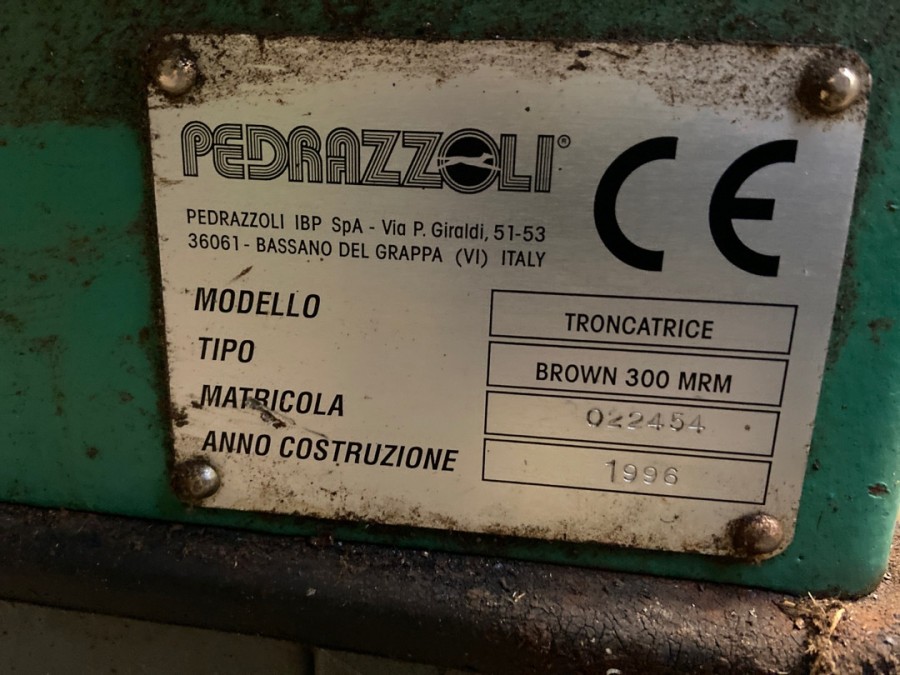 PEDRAZZOLI®
CE
PEDRAZZOLI IBP SpA - Via P. Giraldi, 51-53
36061 - BASSANO DEL GRAPPA (VI) ITALY
MODELLO TRONCATRICE
TIPO BROWN 300 MRM
MATRICOLA 022454
ANNO COSTRUZIONE 1996